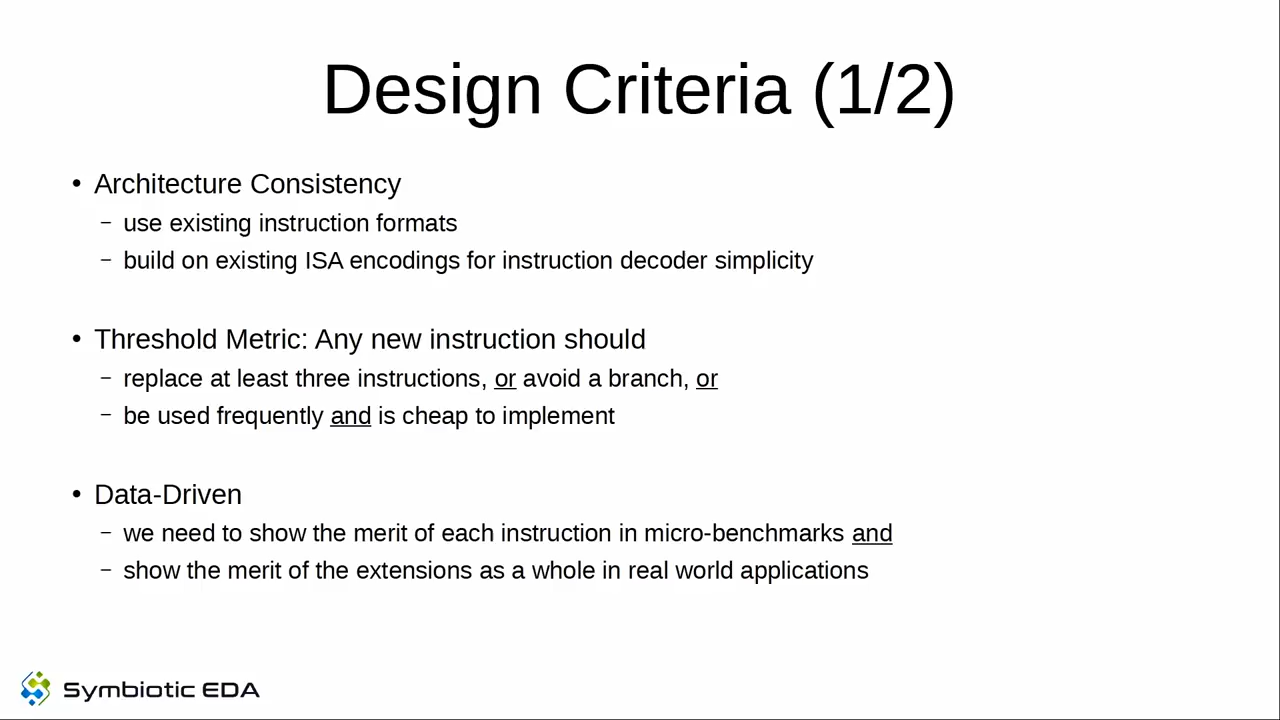 Design Criteria (1/2)
• Architecture Consistency
– use existing instruction formats
– build on existing ISA encodings for instruction decoder simplicity
• Threshold Metric: Any new instruction should
– replace at least three instructions, or avoid a branch, or
– be used frequently and is cheap to implement
• Data-Driven
– we need to show the merit of each instruction in micro-benchmarks and
– show the merit of the extensions as a whole in real world applications
Symbiotic EDA